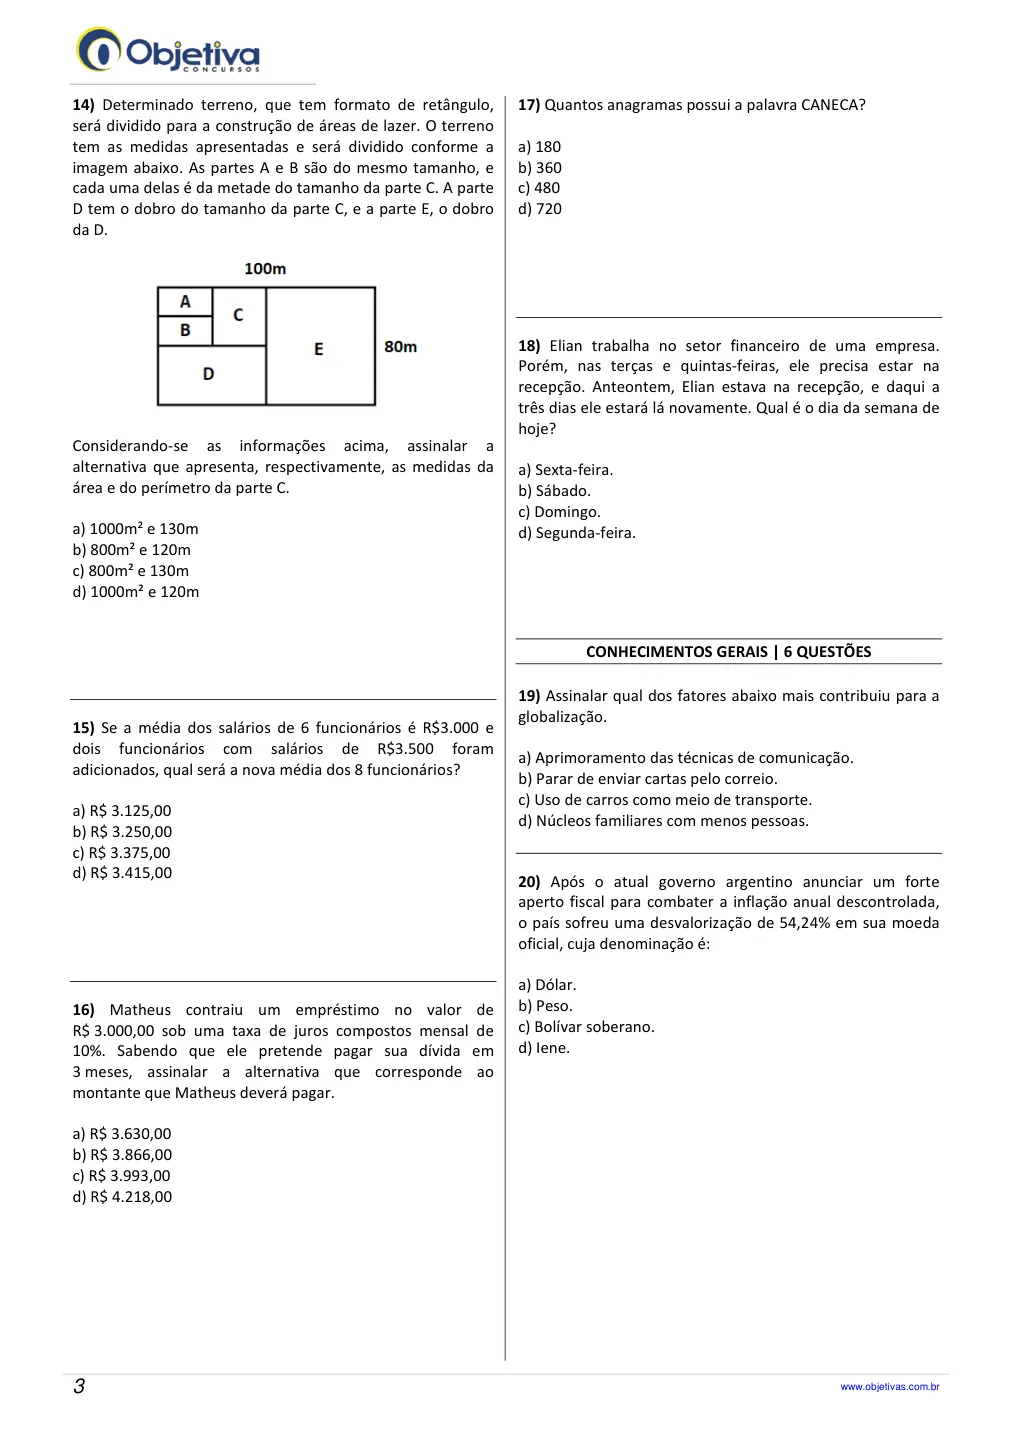 Objetiva
CONCURSOS
14) Determinado terreno, que tem formato de retângulo,
será dividido para a construção de áreas de lazer. O terreno
tem as medidas apresentadas e será dividido conforme a
imagem abaixo. As partes A e B são do mesmo tamanho, e
cada uma delas é da metade do tamanho da parte C. A parte
D tem o dobro do tamanho da parte C, e a parte E, o dobro
da D.
100m
A
B
C
D
E
80m
Considerando-se as informações acima, assinalar a
alternativa que apresenta, respectivamente, as medidas da
área e do perímetro da parte C.
a) 1000m² e 130m
b) 800m² e 120m
c) 800m² e 130m
d) 1000m² e 120m
15) Se a média dos salários de 6 funcionários é R$3.000 e
dois funcionários com salários de R$3.500 foram
adicionados, qual será a nova média dos 8 funcionários?
a) R$ 3.125,00
b) R$ 3.250,00
c) R$ 3.375,00
d) R$ 3.415,00
16) Matheus contraiu um empréstimo no valor de
R$ 3.000,00 sob uma taxa de juros compostos mensal de
10%. Sabendo que ele pretende pagar sua dívida em
3 meses, assinalar a alternativa que corresponde ao
montante que Matheus deverá pagar.
a) R$ 3.630,00
b) R$ 3.866,00
c) R$ 3.993,00
d) R$ 4.218,00
17) Quantos anagramas possui a palavra CANECA?
a) 180
b) 360
c) 480
d) 720
18) Elian trabalha no setor financeiro de uma empresa.
Porém, nas terças e quintas-feiras, ele precisa estar na
recepção. Anteontem, Elian estava na recepção, e daqui a
três dias ele estará lá novamente. Qual é o dia da semana de
hoje?
a) Sexta-feira.
b) Sábado.
c) Domingo.
d) Segunda-feira.
CONHECIMENTOS GERAIS | 6 QUESTÕES
19) Assinalar qual dos fatores abaixo mais contribuiu para a
globalização.
a) Aprimoramento das técnicas de comunicação.
b) Parar de enviar cartas pelo correio.
c) Uso de carros como meio de transporte.
d) Núcleos familiares com menos pessoas.
20) Após o atual governo argentino anunciar um forte
aperto fiscal para combater a inflação anual descontrolada,
o país sofreu uma desvalorização de 54,24% em sua moeda
oficial, cuja denominação é:
a) Dólar.
b) Peso.
c) Bolívar soberano.
d) Iene.
3
www.objetivas.com.br